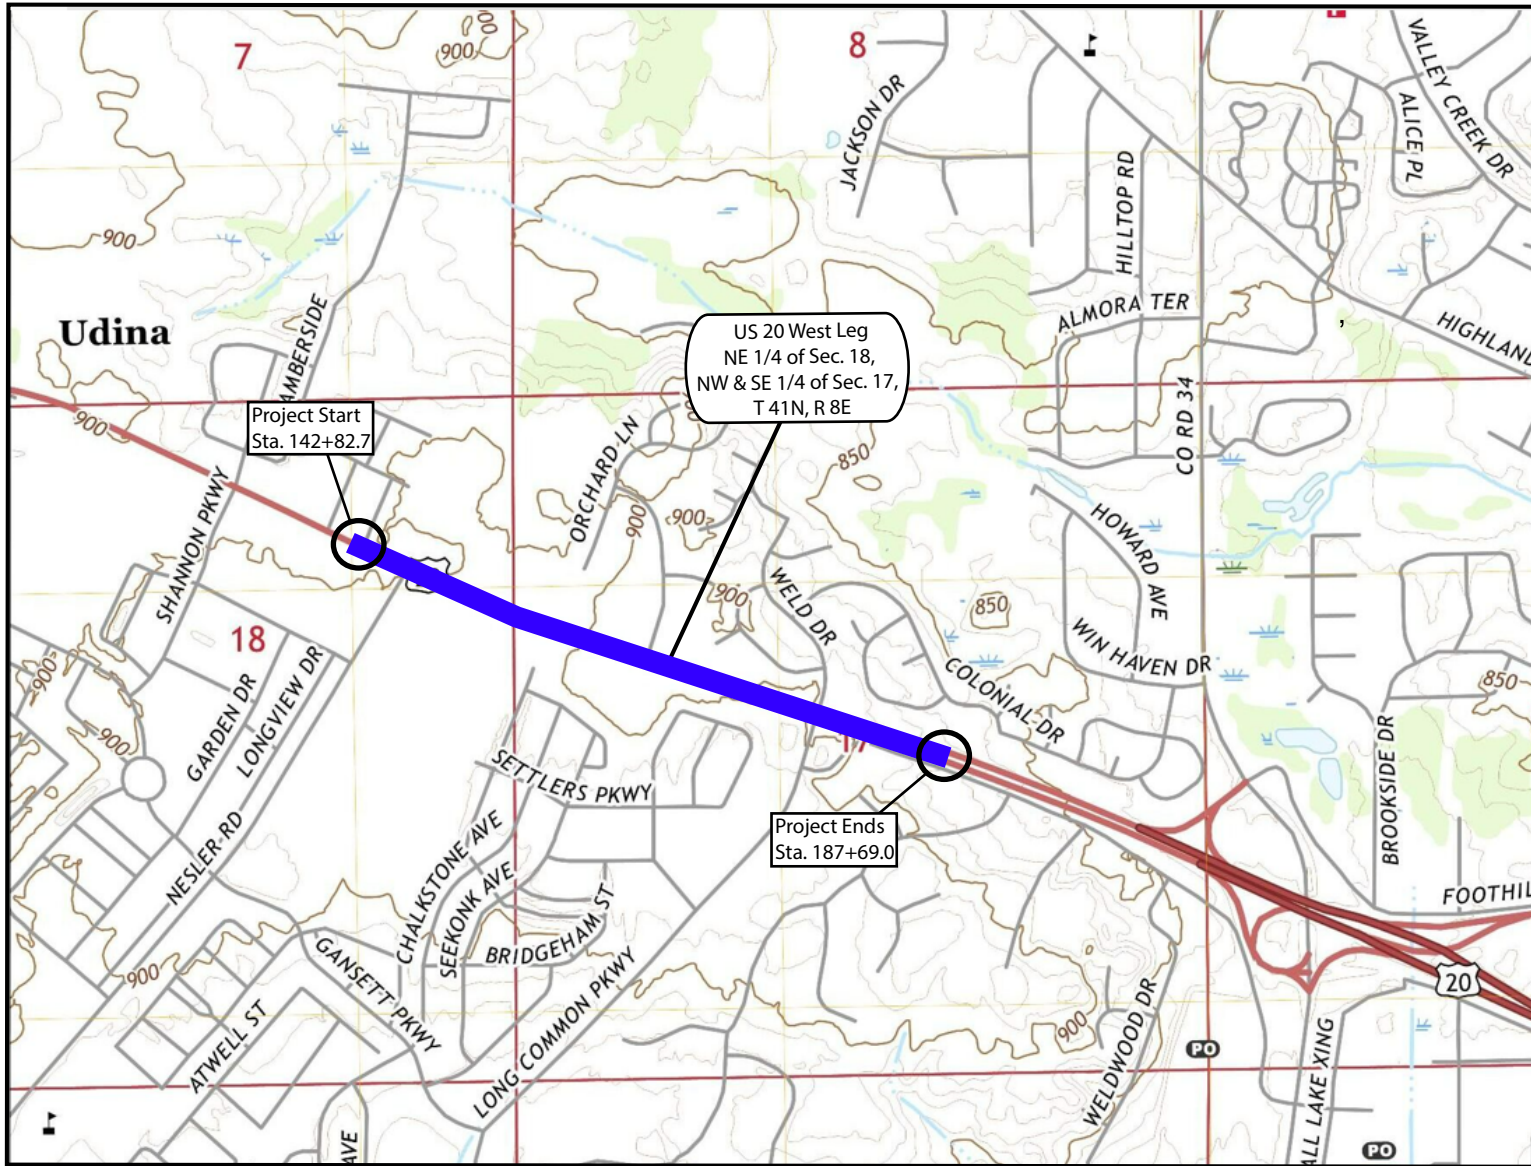 7
8
900
900
JACKSON DR
VALLEY CREEK DR
ALICE PL
HILLTOP RD
900
Udina
AMBERSIDE
ALMORA TER
HIGHLAND
,
US 20 West Leg
NE 1/4 of Sec. 18,
NW & SE 1/4 of Sec. 17,
T 41N, R 8E
CO RD 34
Project Start
Sta. 142+82.7
900
ORCHARD LN
850
SHANNON PKWY
900
900
HOWARD AVE
900
WELD DR
850
18
WIN HAVEN DR
900
GARDEN DR
LONGVIEW DR
COLONIAL DR
850
900
17
BROOKSIDE DR
SETTLERS PKWY
Project Ends
Sta. 187+69.0
NESLER RD
CHALKSTONE AVE
SEEKONK AVE
BRIDGEHAM ST
FOOTHIL
900
GANSETT PKWY
LONG COMMON PKWY
20
ATWELL ST
900
WELDWOOD DR
PO
ALL LAKE XING
AVE
PO